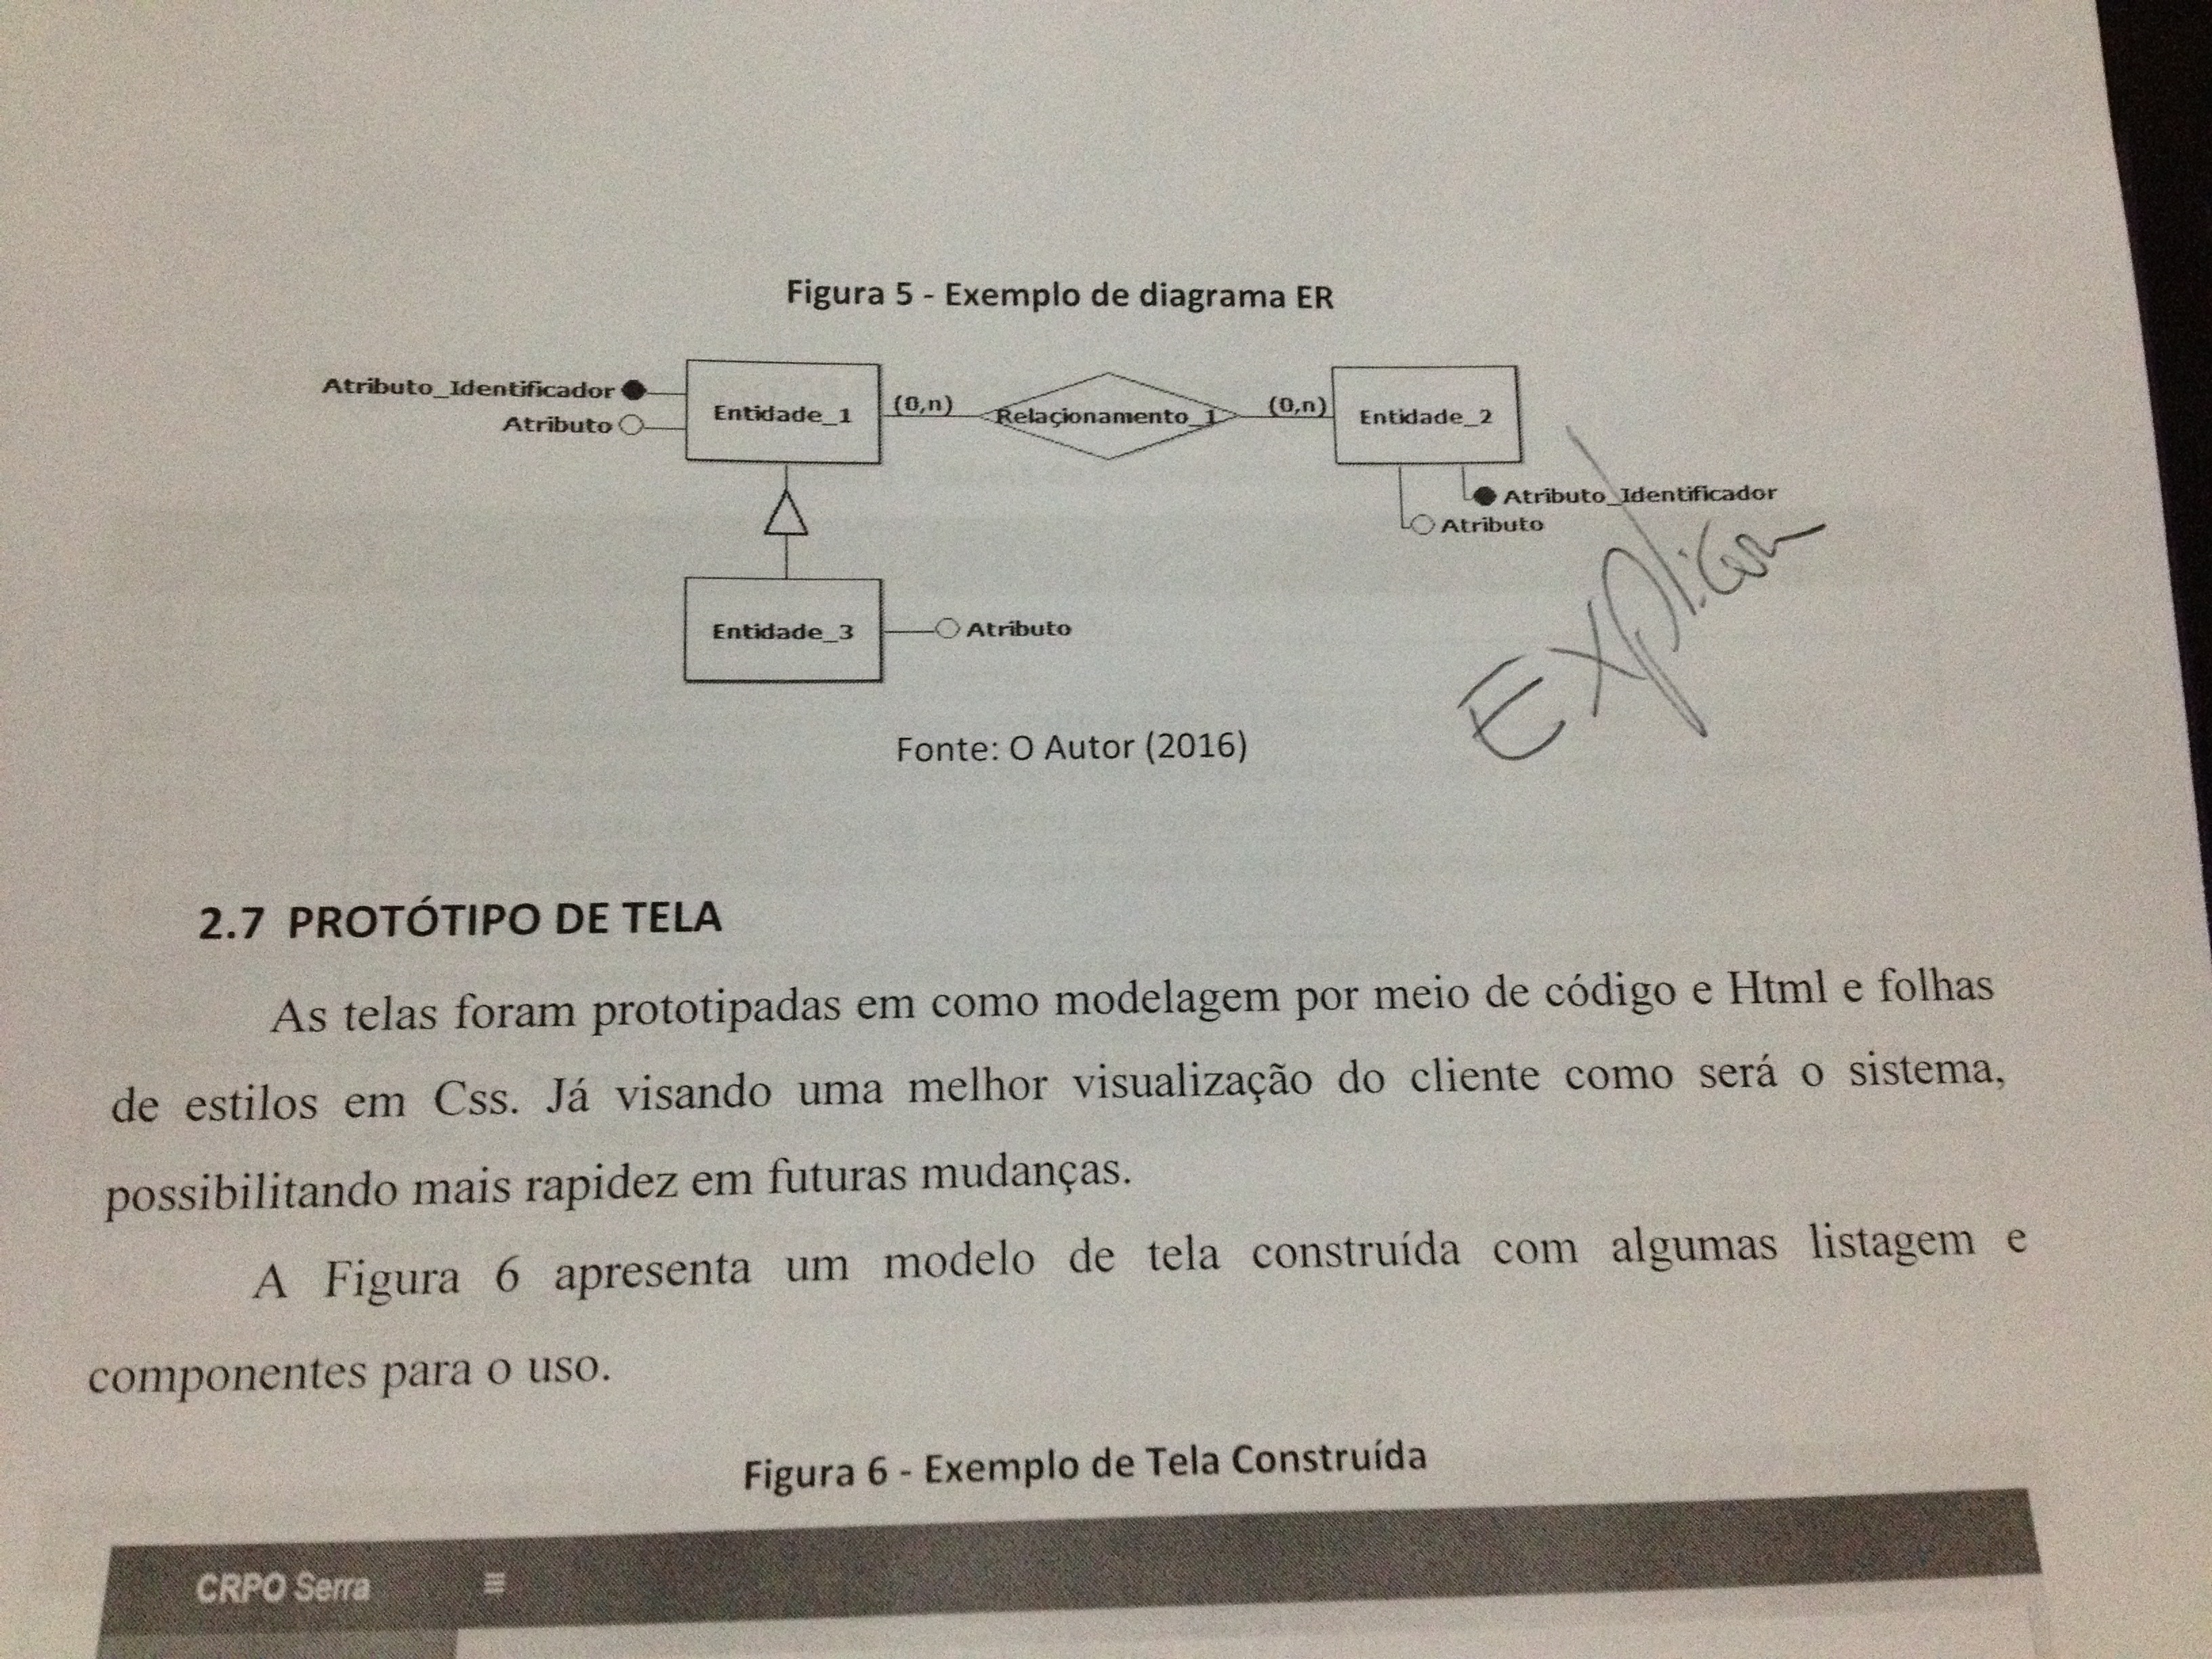 Figura 5 - Exemplo de diagrama ER
Atributo_Identificador
Atributo
Entidade_1
(0,n)
Relacionamento_1
(0,n)
Entidade_2
Atributo_Identificador
Atributo
Entidade_3
Atributo
Explicar
Fonte: O Autor (2016)
2.7 PROTÓTIPO DE TELA
As telas foram prototipadas em como modelagem por meio de código e Html e folhas
de estilos em Css. Já visando uma melhor visualização do cliente como será o sistema,
possibilitando mais rapidez em futuras mudanças.
A Figura 6 apresenta um modelo de tela construída com algumas listagem e
componentes para o uso.
Figura 6 - Exemplo de Tela Construída
CRPO Serra